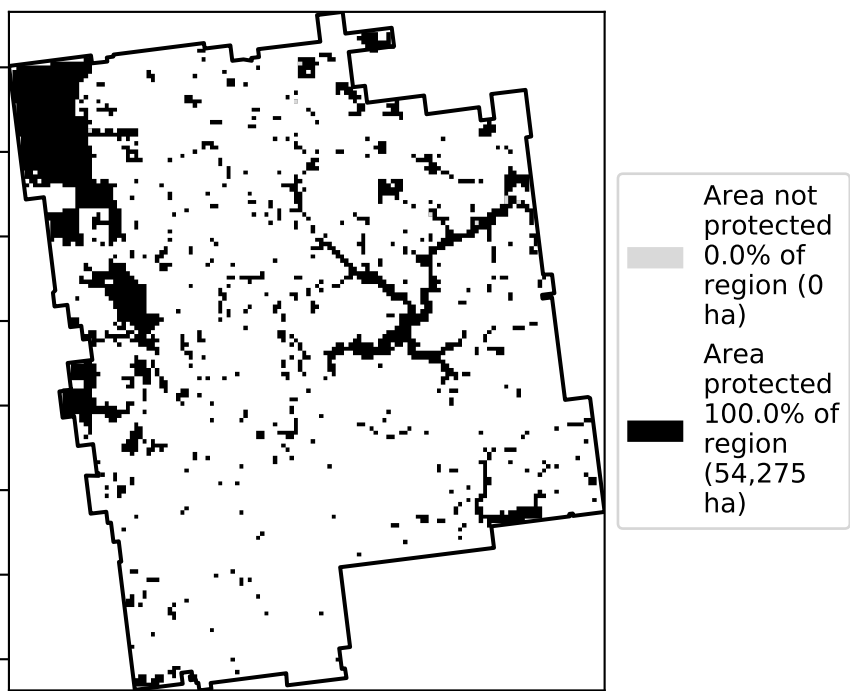 Area not
protected
0.0% of
region (0
ha)
Area
protected
100.0% of
region
(54,275
ha)